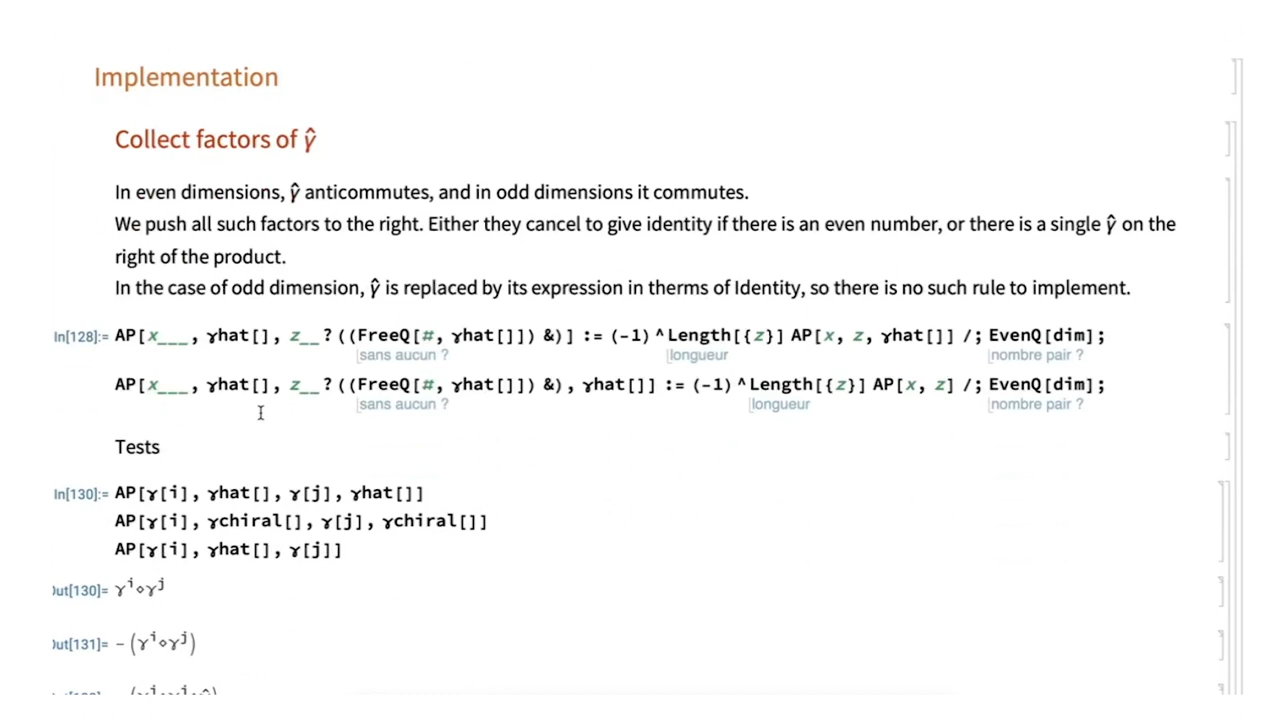 Implementation
Collect factors of γ̂
In even dimensions, γ̂ anticommutes, and in odd dimensions it commutes.
We push all such factors to the right. Either they cancel to give identity if there is an even number, or there is a single γ̂ on the
right of the product.
In the case of odd dimension, γ̂ is replaced by its expression in therms of Identity, so there is no such rule to implement.
In[128]:= AP[x___, γhat[], z__?((FreeQ[#, γhat[]]) &)] := (-1)^Length[{z}] AP[x, z, γhat[]] /; EvenQ[dim];
sans aucun ? longueur nombre pair ?
AP[x___, γhat[], z__?((FreeQ[#, γhat[]]) &), γhat[]] := (-1)^Length[{z}] AP[x, z] /; EvenQ[dim];
sans aucun ? longueur nombre pair ?
Tests
In[130]:= AP[γ[i], γhat[], γ[j], γhat[]]
AP[γ[i], γchiral[], γ[j], γchiral[]]
AP[γ[i], γhat[], γ[j]]
Out[130]= γ^i⋄γ^j
Out[131]= -(γ^i⋄γ^j)